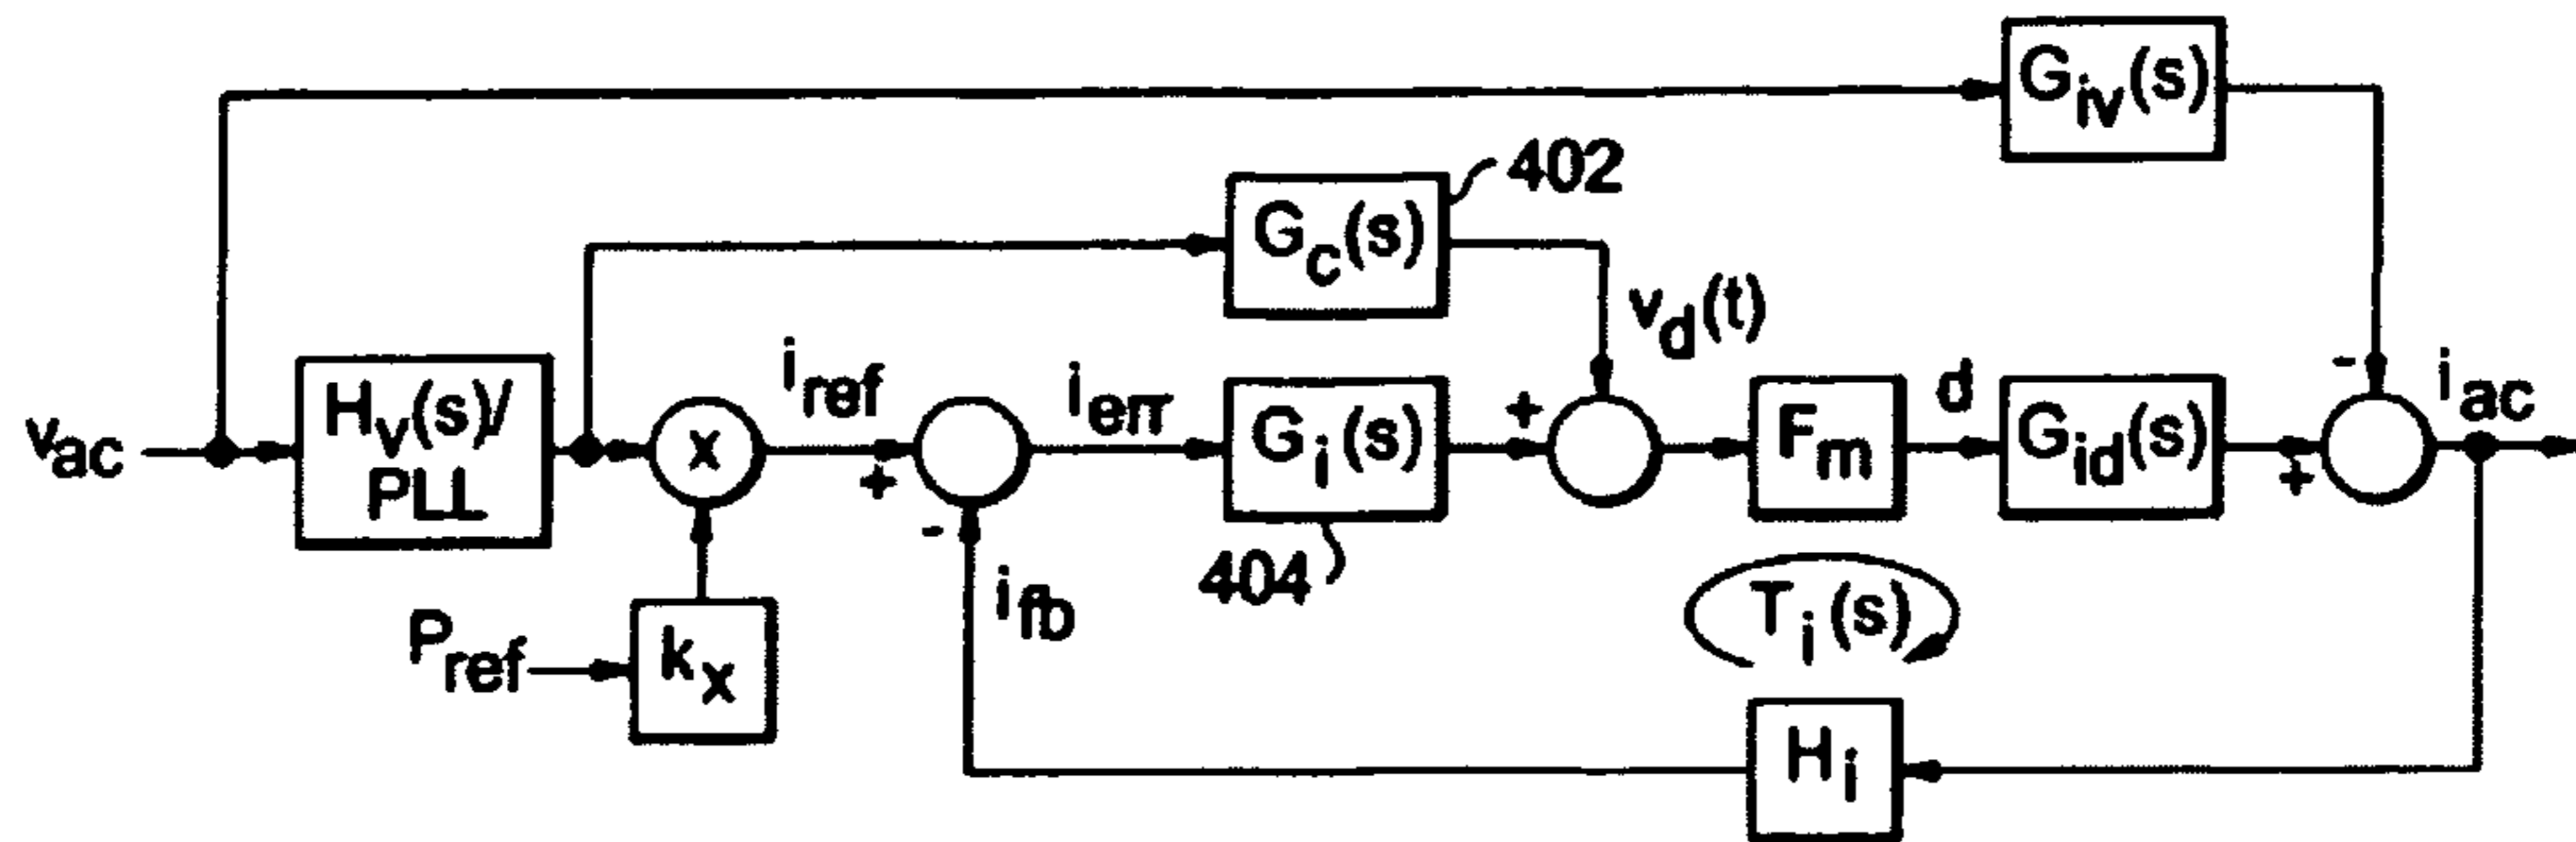 G_iv(s)
402
G_c(s)
v_d(t)
v_ac
H_v(s)/
PLL
x
i_ref
+
-
i_err
G_i(s)
404
+
F_m
d
G_id(s)
+
-
i_ac
i_fb
P_ref
k_x
T_i(s)
H_i